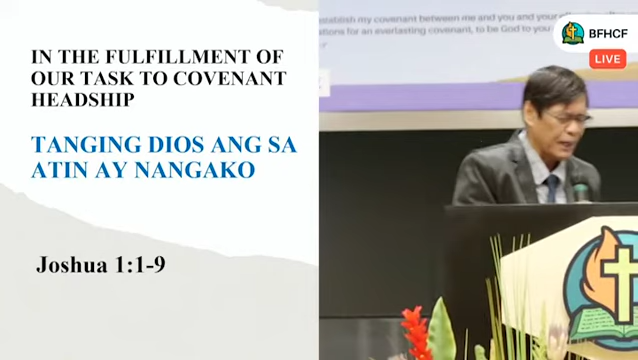 IN THE FULFILLMENT OF
OUR TASK TO COVENANT
HEADSHIP
TANGING DIOS ANG SA
ATIN AY NANGAKO
Joshua 1:1-9
establish my covenant between me and you and your
for an everlasting covenant, to be God to you
BFHCF
LIVE